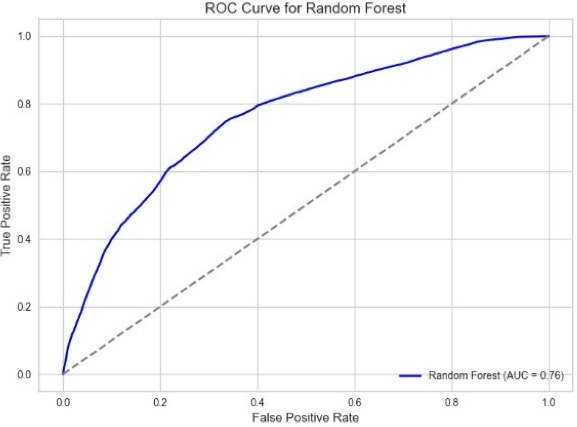 ROC Curve for Random Forest
True Positive Rate
1.0
0.8
0.6
0.4
0.2
0.0
Random Forest (AUC = 0.76)
0.0 0.2 0.4 0.6 0.8 1.0
False Positive Rate